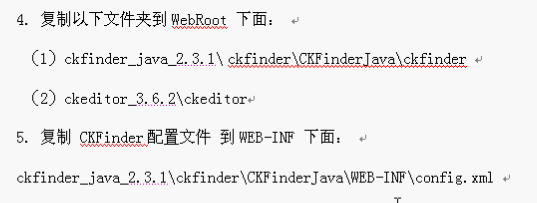 4. 复制以下文件夹到 WebRoot 下面：
（1）ckfinder_java_2.3.1\ ckfinder\CKFinderJava\ckfinder
（2）ckeditor_3.6.2\ckeditor
5. 复制 CKFinder 配置文件 到 WEB-INF 下面：
ckfinder_java_2.3.1\ckfinder\CKFinderJava\WEB-INF\config.xml